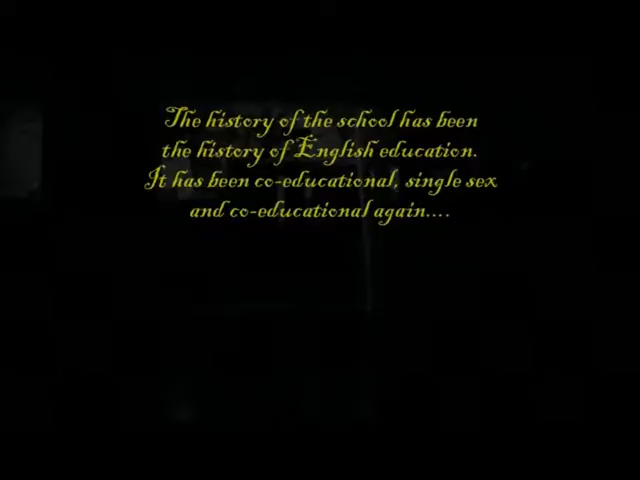 The history of the school has been
the history of English education.
It has been co-educational, single sex
and co-educational again....